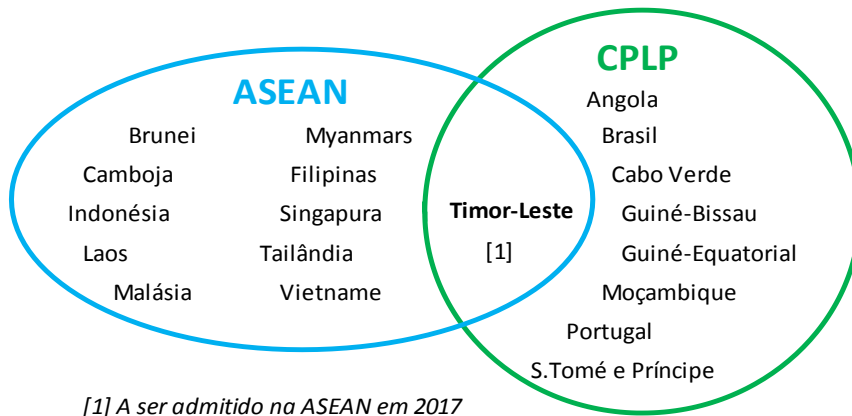 ASEAN
Brunei
Camboja
Indonésia
Laos
Malásia
Myanmars
Filipinas
Singapura
Tailândia
Vietname
Timor-Leste
[1]
CPLP
Angola
Brasil
Cabo Verde
Guiné-Bissau
Guiné-Equatorial
Moçambique
Portugal
S.Tomé e Príncipe
[1] A ser admitido na ASEAN em 2017